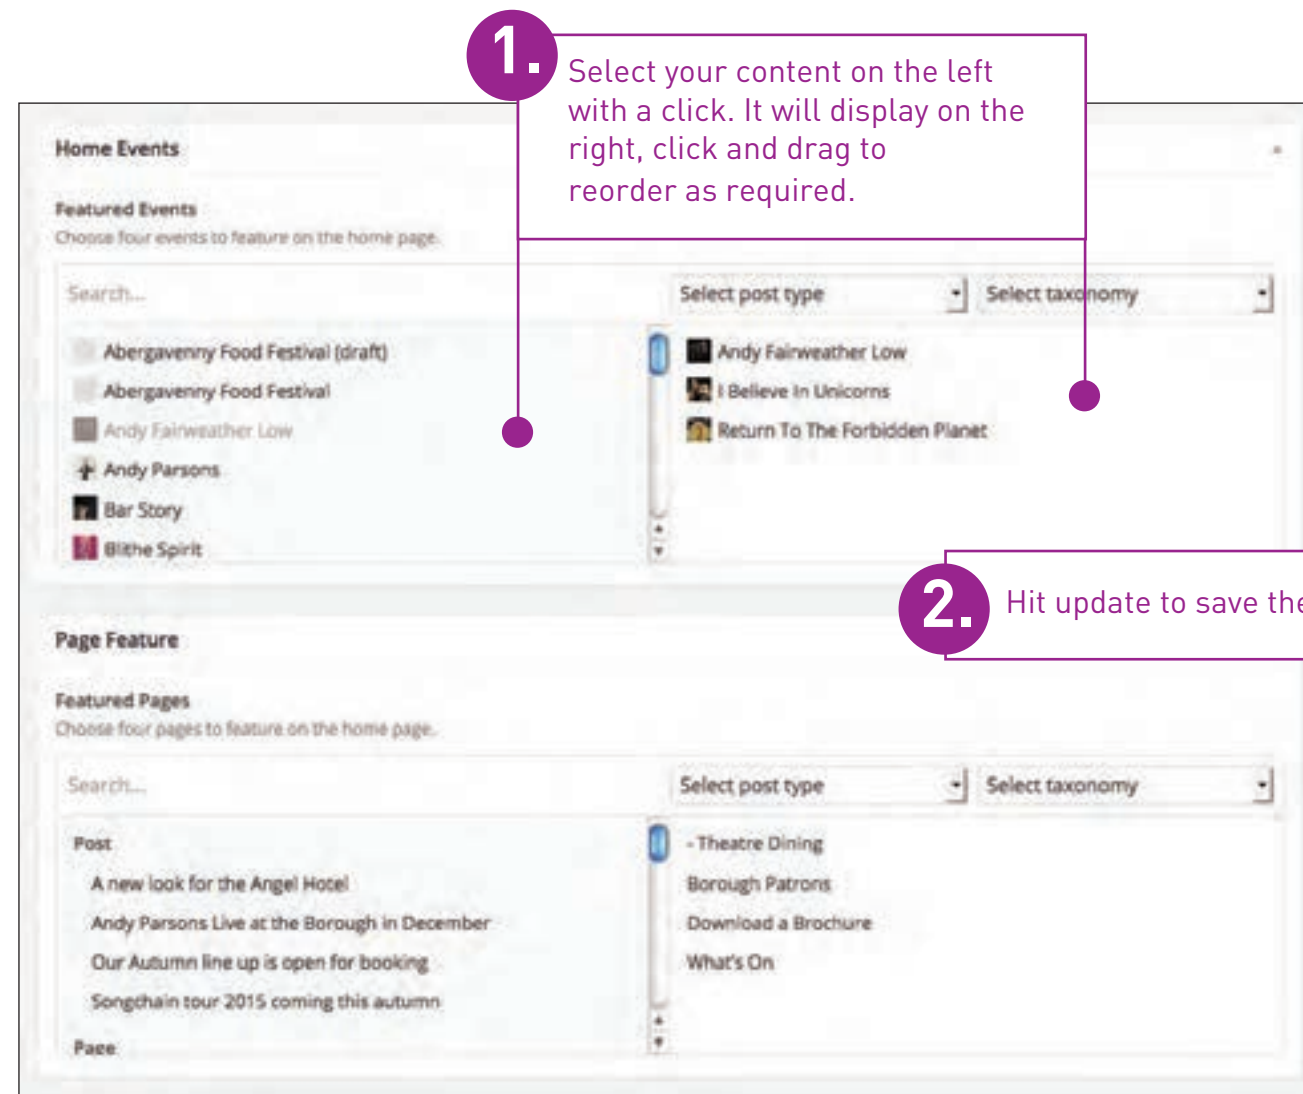 1.
Select your content on the left
with a click. It will display on the
right, click and drag to
reorder as required.
Home Events
Featured Events
Choose four events to feature on the home page.
Search...
Select post type
Select taxonomy
Abergavenny Food Festival (draft)
Abergavenny Food Festival
Andy Fairweather Low
Andy Parsons
Bar Story
Blithe Spirit
Andy Fairweather Low
I Believe In Unicorns
Return To The Forbidden Planet
2.
Hit update to save the
Page Feature
Featured Pages
Choose four pages to feature on the home page.
Search...
Select post type
Select taxonomy
Post
A new look for the Angel Hotel
Andy Parsons Live at the Borough in December
Our Autumn line up is open for booking
Songchain tour 2015 coming this autumn
Page
- Theatre Dining
Borough Patrons
Download a Brochure
What's On